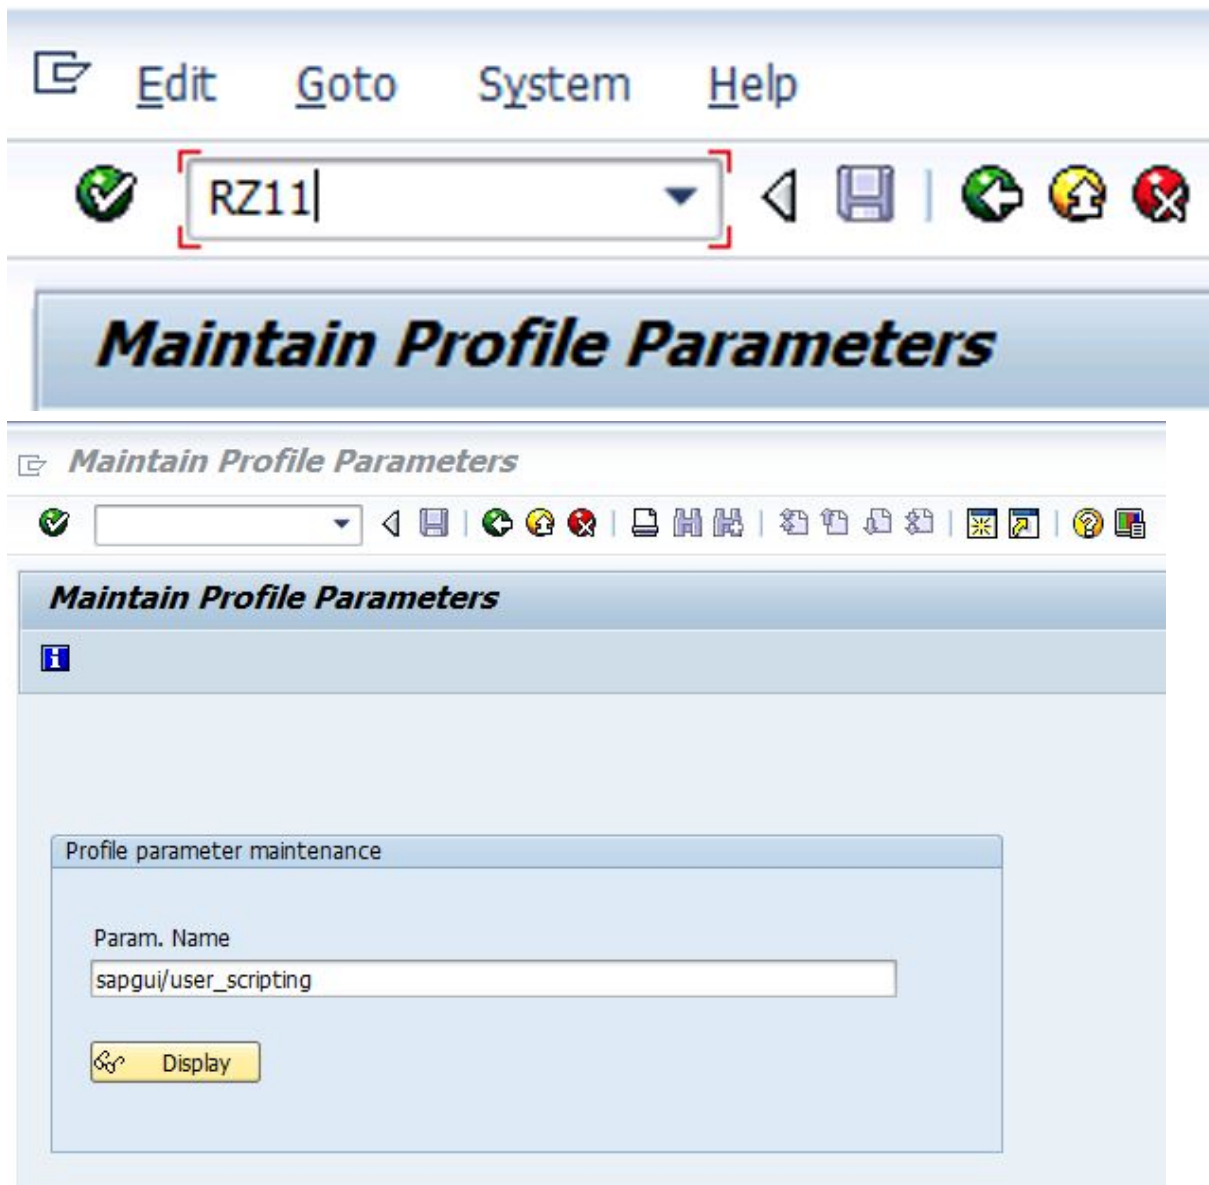 Edit Goto System Help
RZ11
Maintain Profile Parameters
Maintain Profile Parameters
Maintain Profile Parameters
Profile parameter maintenance
Param. Name
sapgui/user_scripting
Display